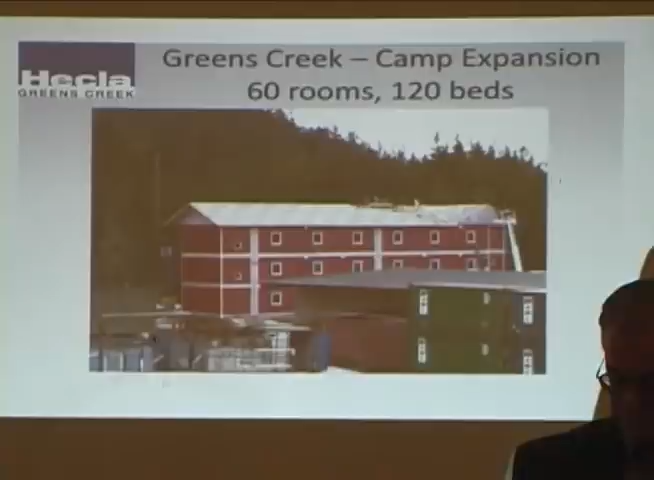 Hecla
GREENS CREEK
Greens Creek – Camp Expansion
60 rooms, 120 beds